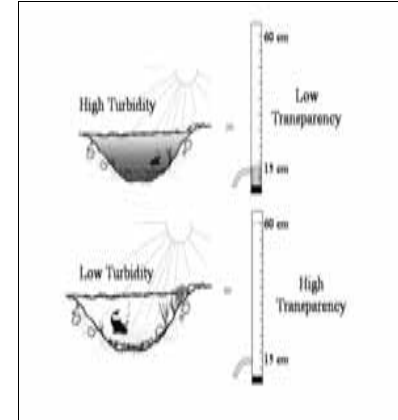 60 cm
High Turbidity
Low
Transparency
15 cm
60 cm
Low Turbidity
High
Transparency
15 cm